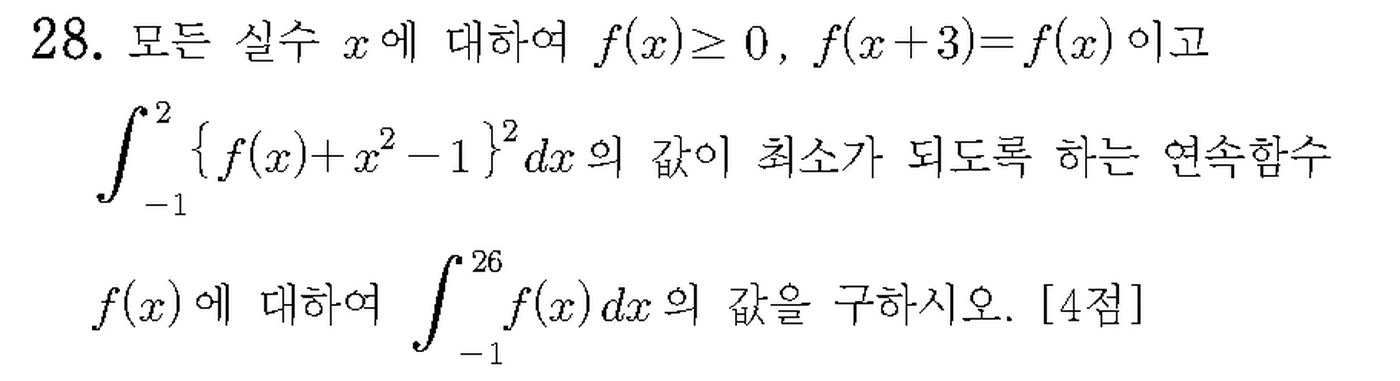 28. 모든 실수 x에 대하여 f(x)≥ 0, f(x+3)=f(x)이고
∫_{-1}^{2} {f(x)+x²-1}² dx의 값이 최소가 되도록 하는 연속함수
f(x)에 대하여 ∫_{-1}^{26} f(x)dx의 값을 구하시오. [4점]